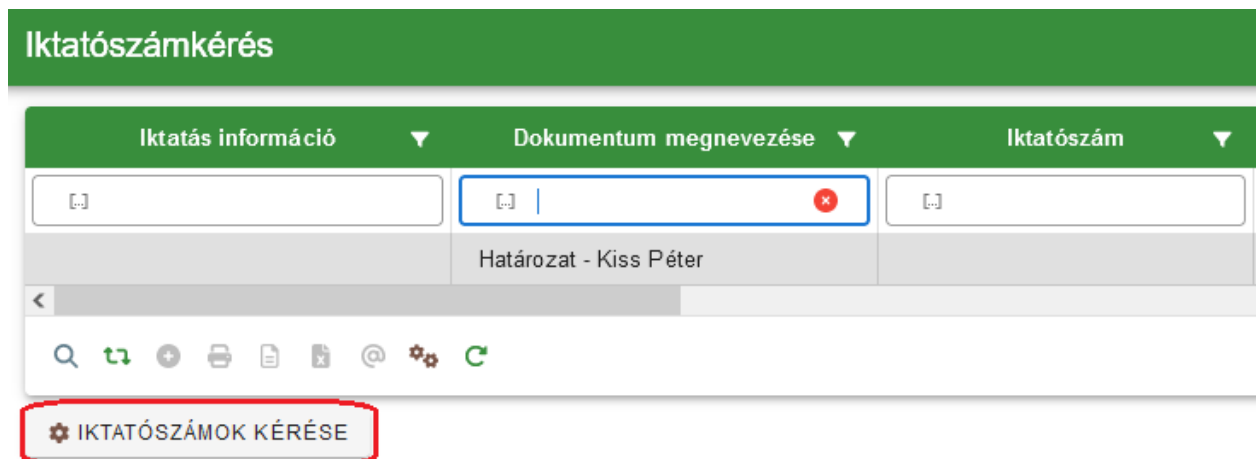 Iktatószámkérés
Iktatás információ Dokumentum megnevezése Iktatószám
[...] [...] [...]
Határozat - Kiss Péter
IKTATÓSZÁMOK KÉRÉSE